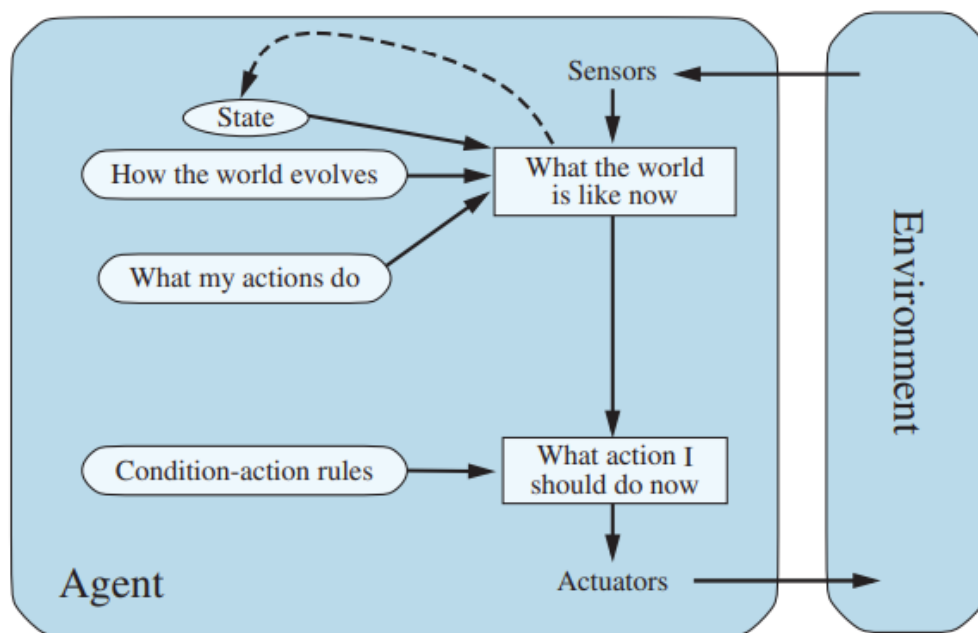 Sensors
State
What the world
is like now
How the world evolves
What my actions do
Environment
Condition-action rules
What action I
should do now
Agent
Actuators